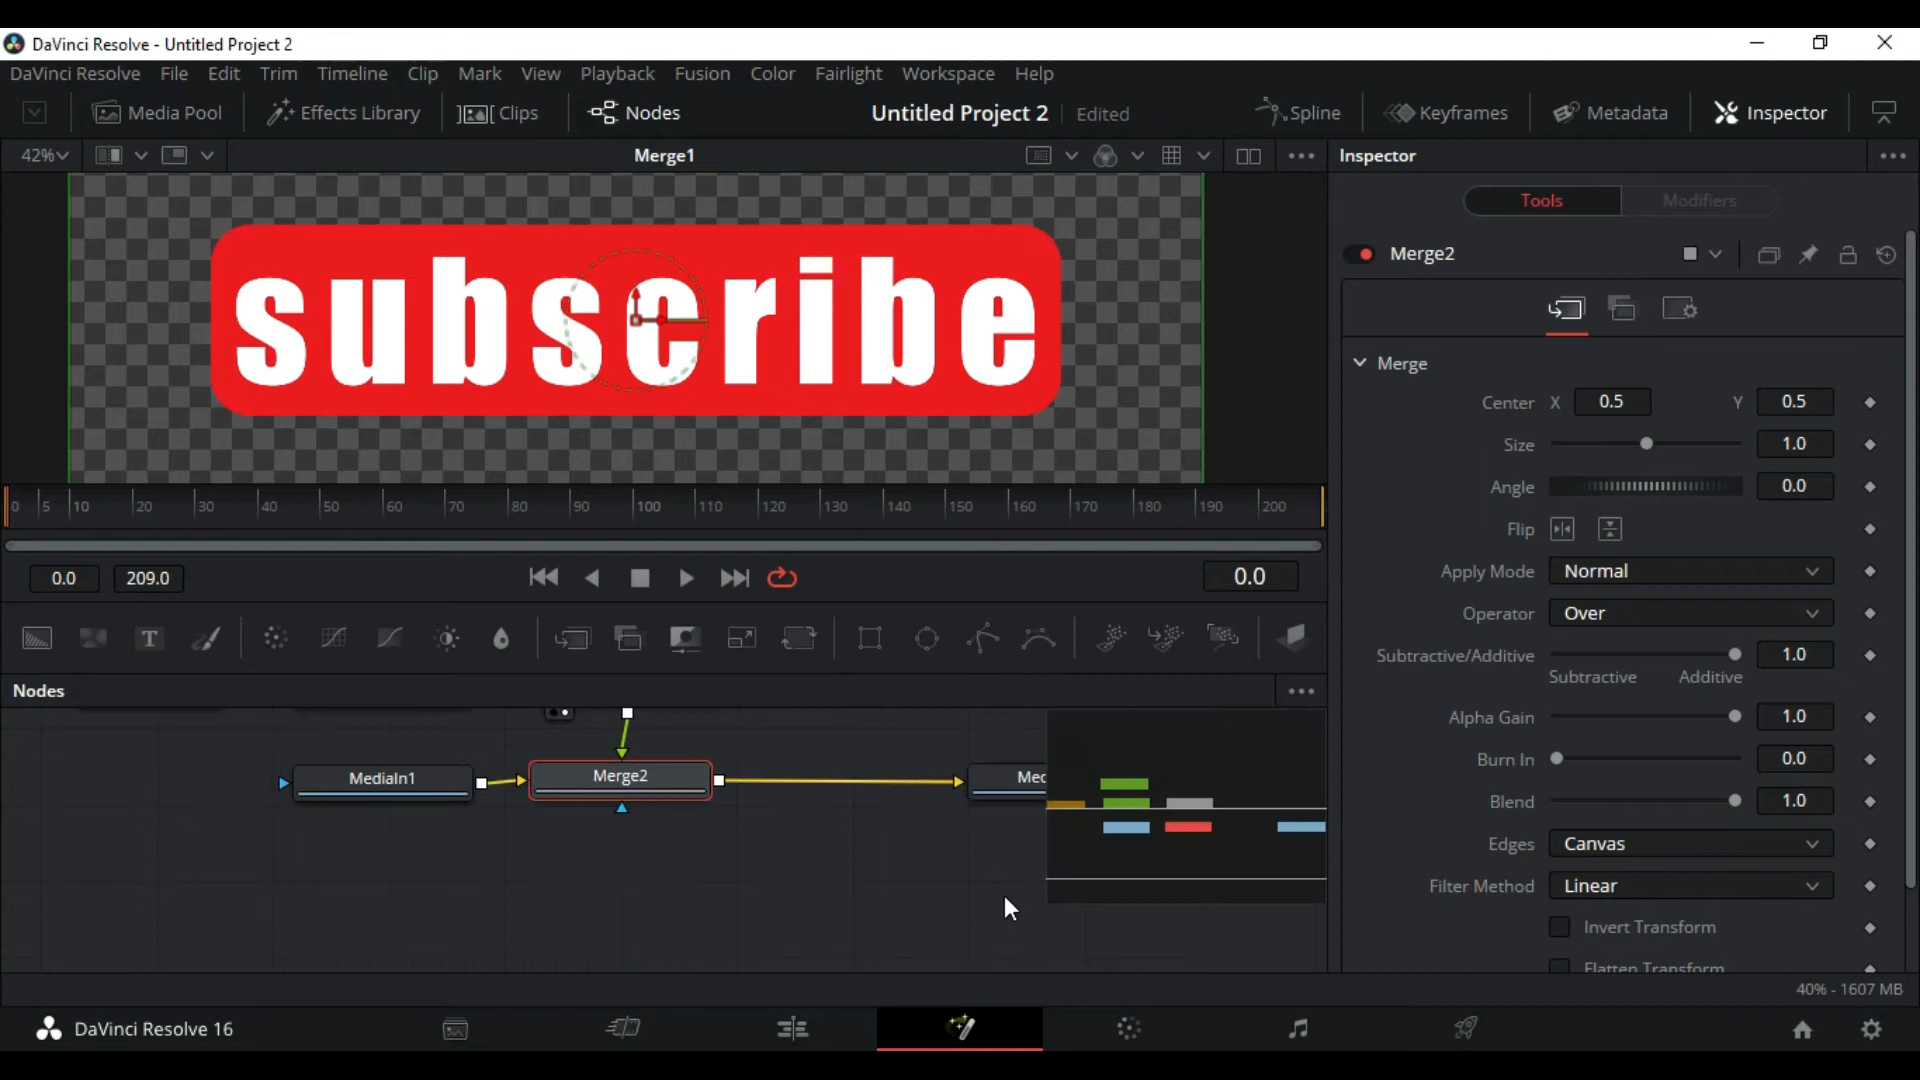 DaVinci Resolve - Untitled Project 2
DaVinci Resolve File Edit Trim Timeline Clip Mark View Playback Fusion Color Fairlight Workspace Help
Media Pool Effects Library Clips Nodes Untitled Project 2 Edited Spline Keyframes Metadata Inspector
42% Merge1 Inspector
Tools Modifiers
subscribe
Merge2
Merge
Center X 0.5 Y 0.5
Size 1.0
Angle 0.0
0 5 10 20 30 40 50 60 70 80 90 100 110 120 130 140 150 160 170 180 190 200
Flip
0.0 209.0 0.0
Apply Mode Normal
Operator Over
Subtractive/Additive 1.0
Subtractive Additive
Nodes
Alpha Gain 1.0
Burn In 0.0
MediaIn1 Merge2 Med
Blend 1.0
Edges Canvas
Filter Method Linear
Invert Transform
Flatten Transform
40% - 1607 MB
DaVinci Resolve 16